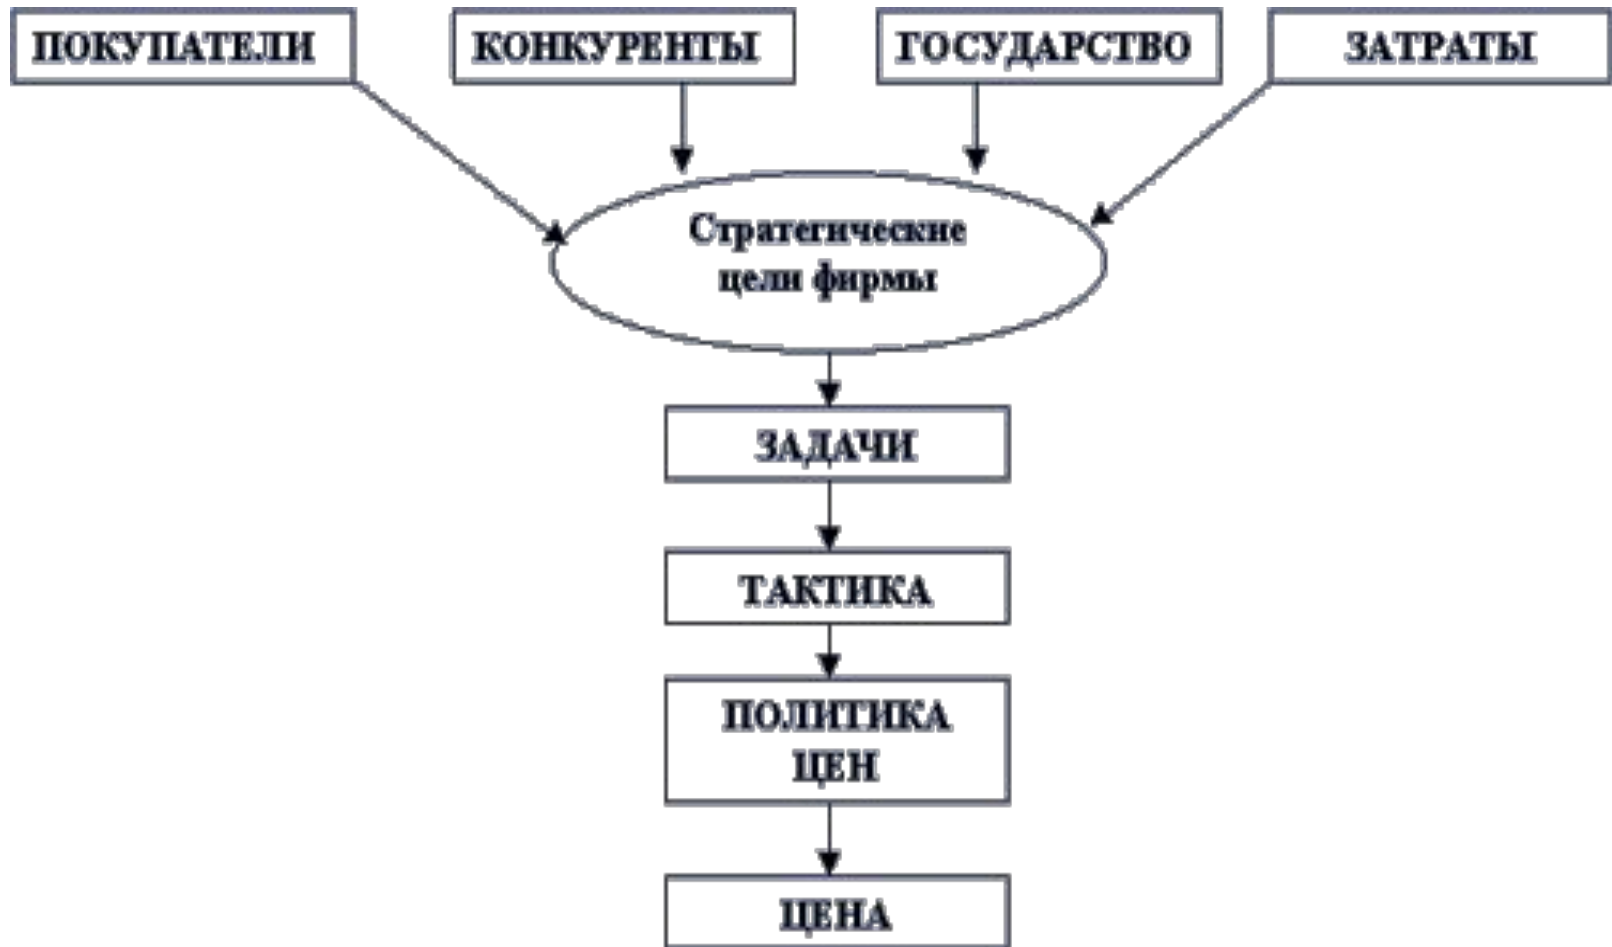 ПОКУПАТЕЛИ
КОНКУРЕНТЫ
ГОСУДАРСТВО
ЗАТРАТЫ
Стратегические
цели фирмы
ЗАДАЧИ
ТАКТИКА
ПОЛИТИКА
ЦЕН
ЦЕНА